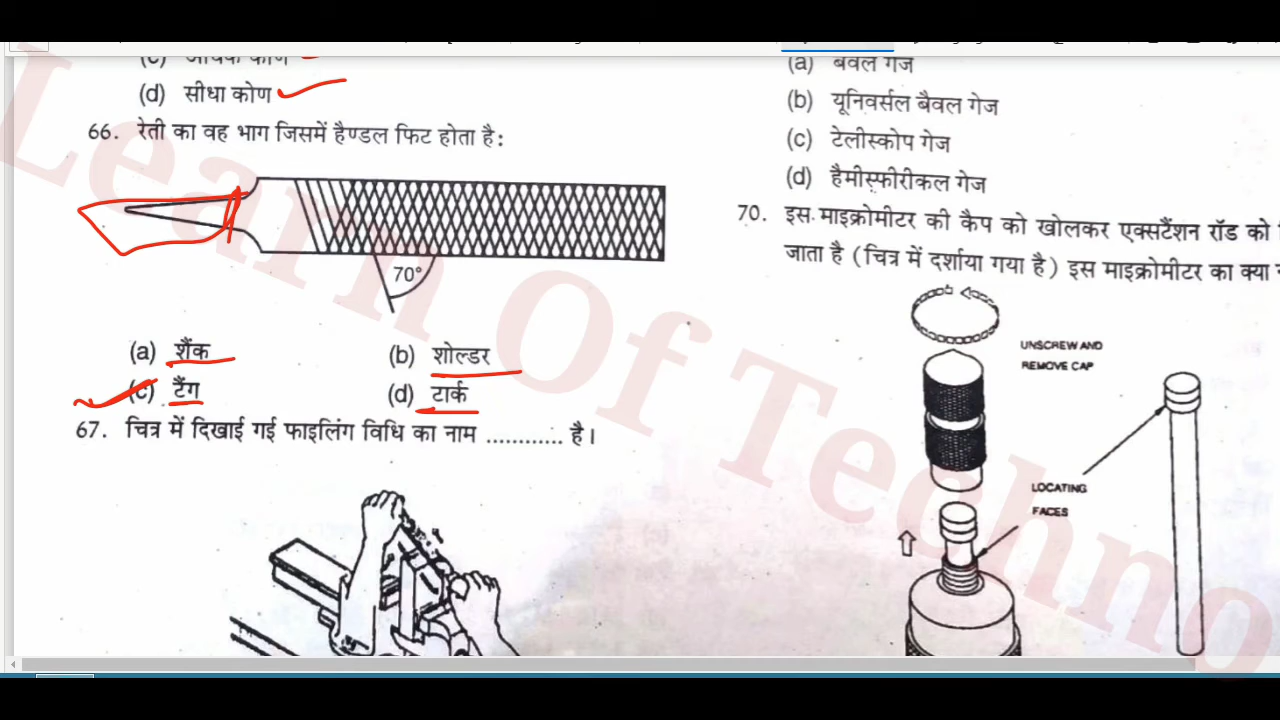 (d) सीधा कोण
66. रेती का वह भाग जिसमें हैण्डल फिट होता है:
70°
(a) शैंक
(b) शोल्डर
(c) टैंग
(d) टार्क
67. चित्र में दिखाई गई फाइलिंग विधि का नाम ............ है।
(a) बैवल गेज
(b) यूनिवर्सल बैवल गेज
(c) टेलीस्कोप गेज
(d) हैमीस्फीरीकल गेज
70. इस माइक्रोमीटर की कैप को खोलकर एक्सटैंशन रॉड को
जाता है (चित्र में दर्शाया गया है) इस माइक्रोमीटर का क्या
UNSCREW AND
REMOVE CAP
LOCATING
FACES
Learn Of Techno